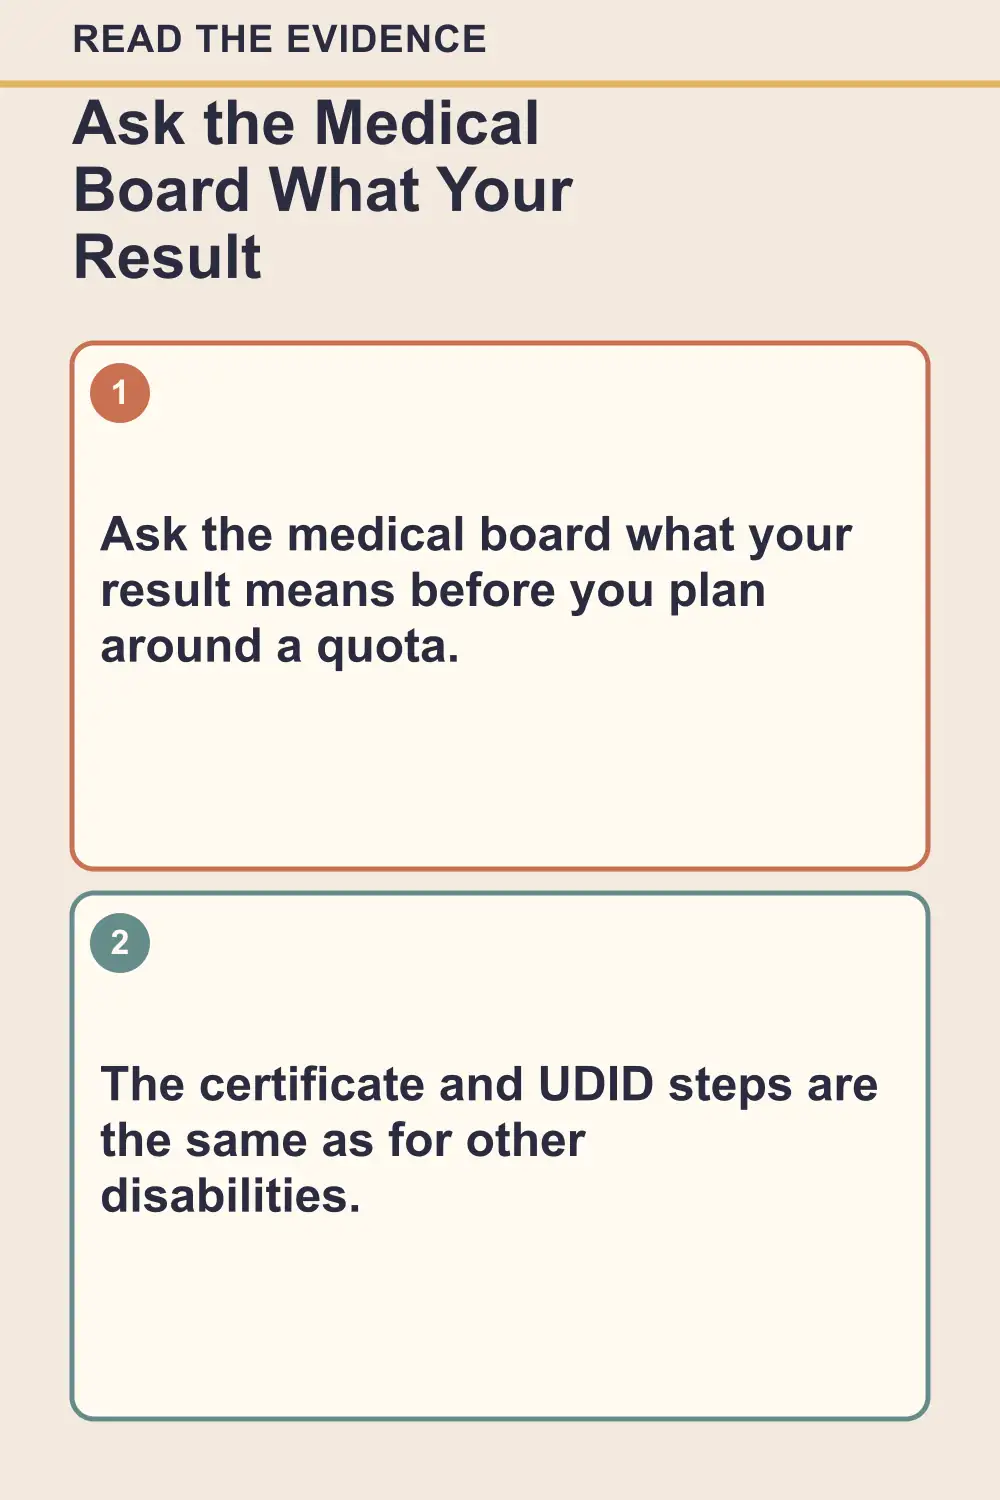 READ THE EVIDENCE
Ask the Medical
Board What Your
Result
1
Ask the medical board what your
result means before you plan
around a quota.
2
The certificate and UDID steps are
the same as for other
disabilities.